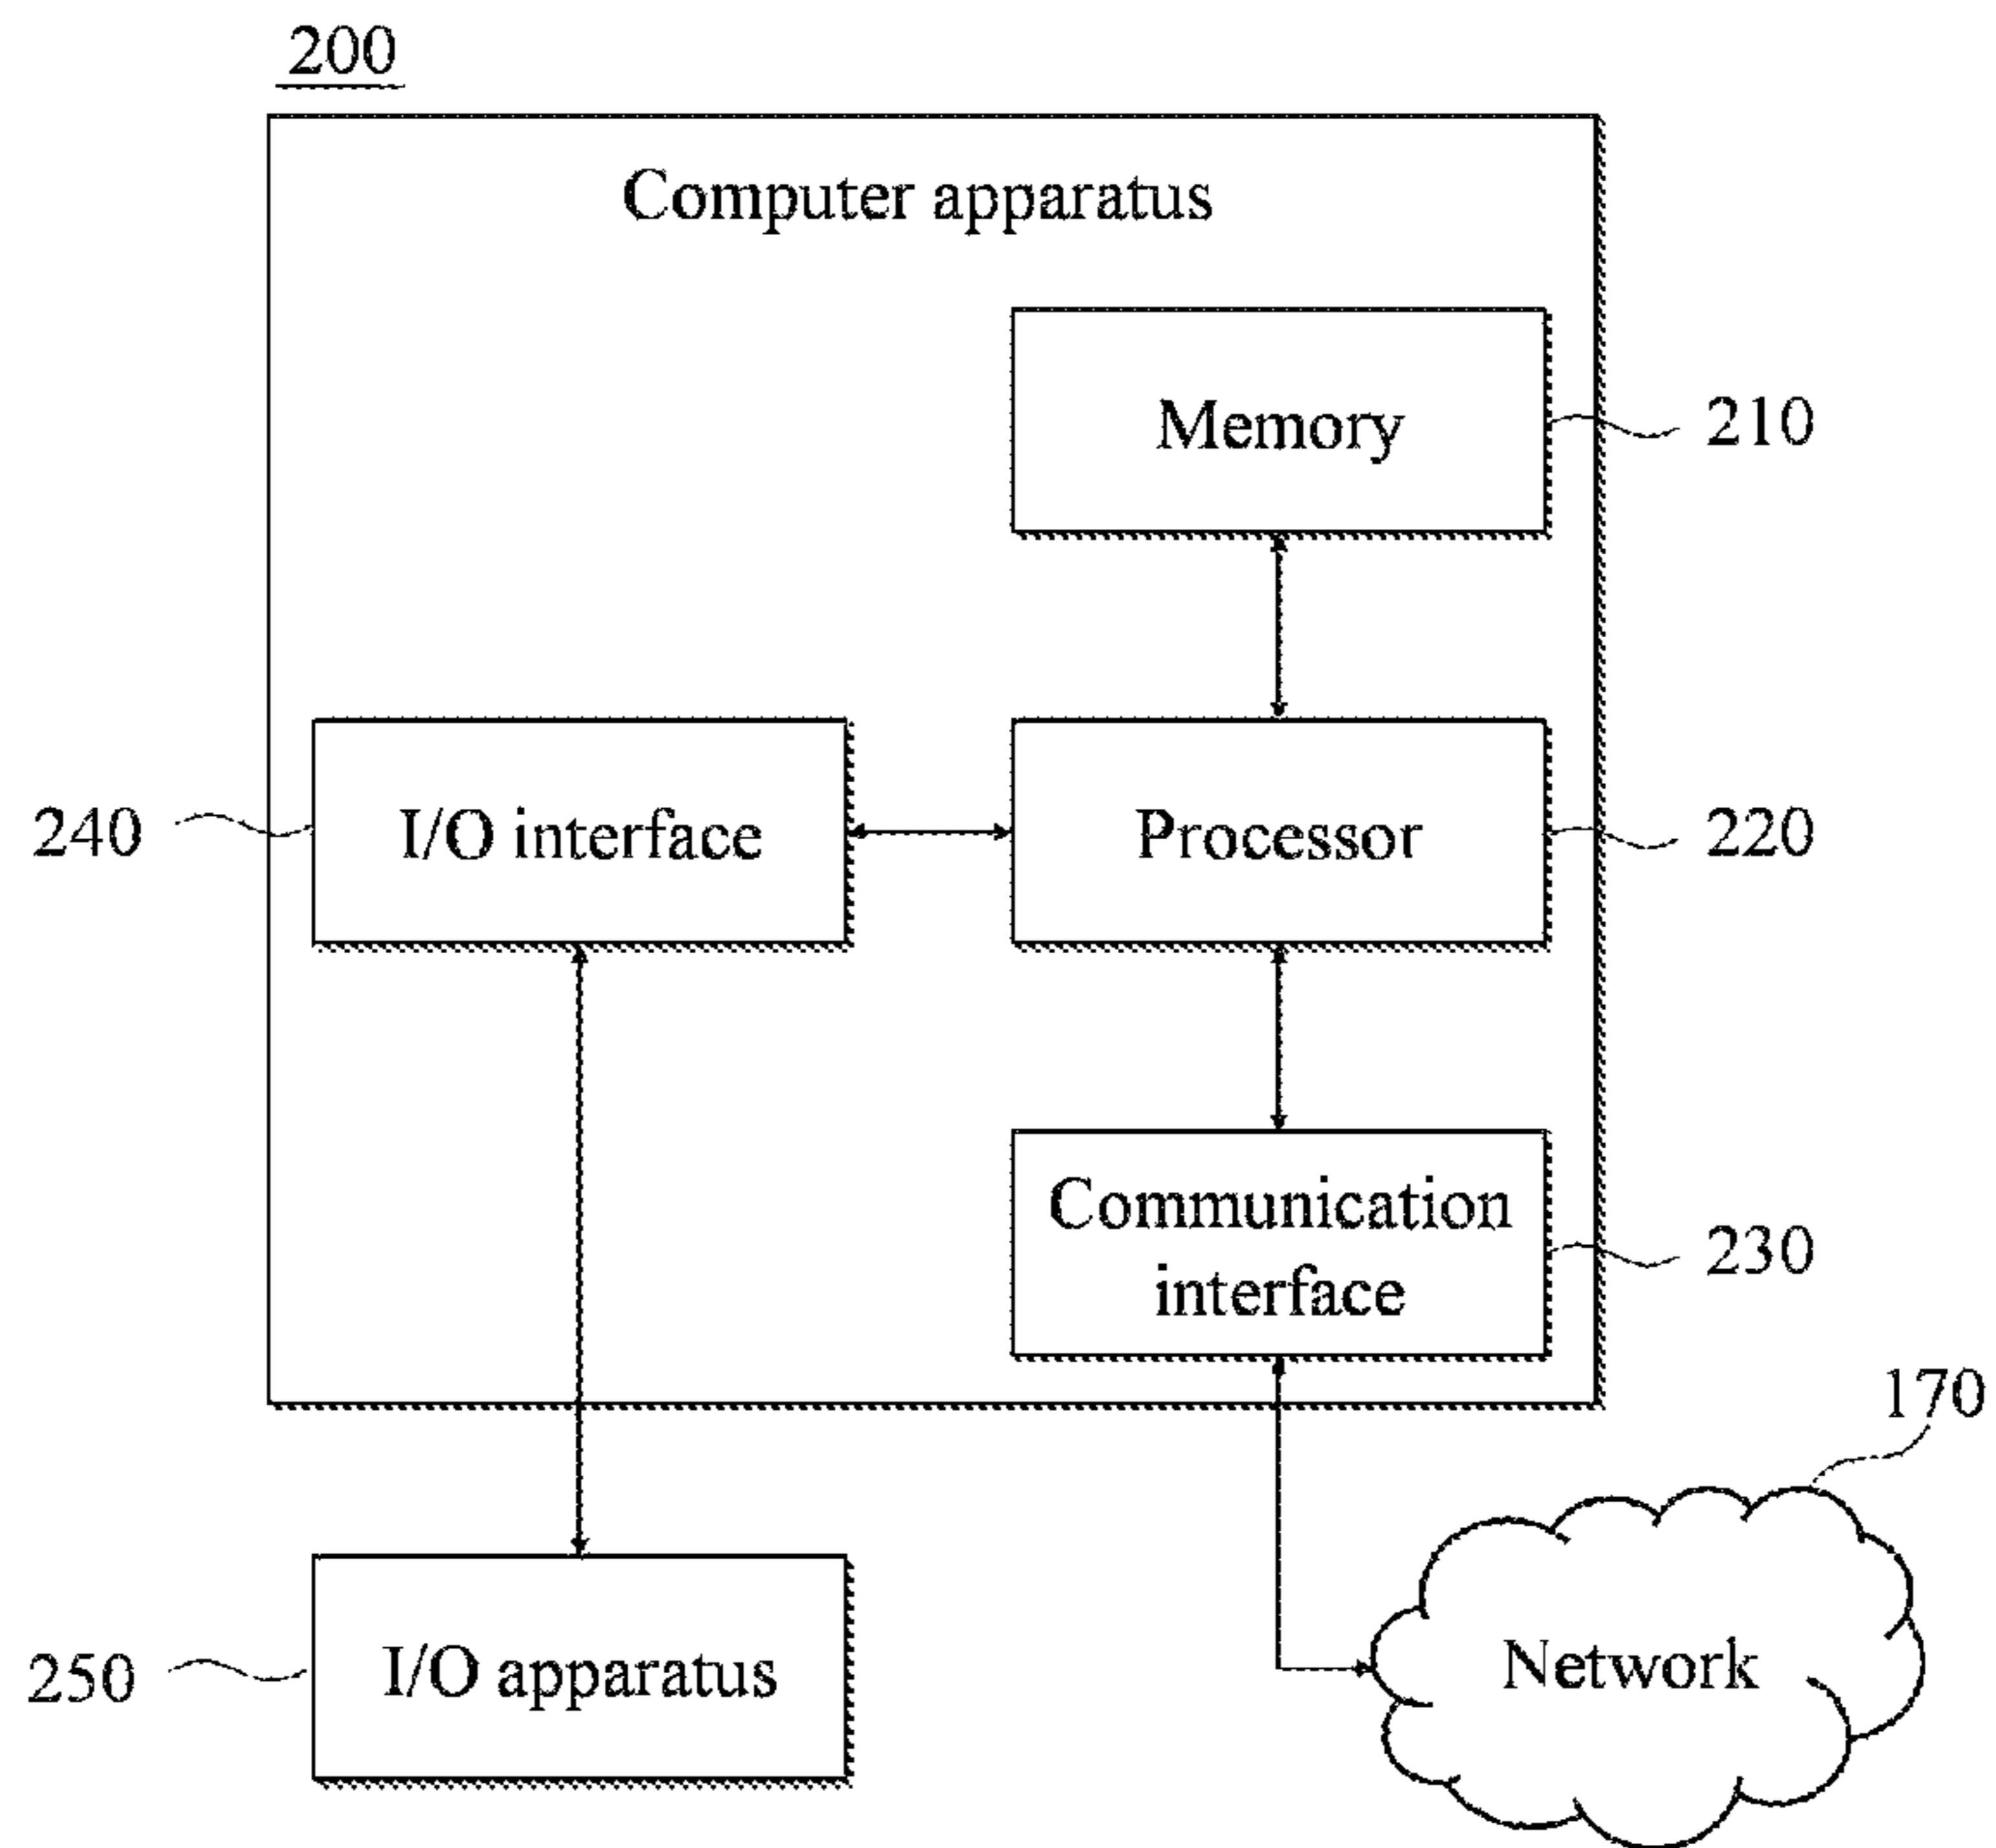 200
Computer apparatus
Memory
210
240
I/O interface
Processor
220
Communication
interface
230
170
250
I/O apparatus
Network